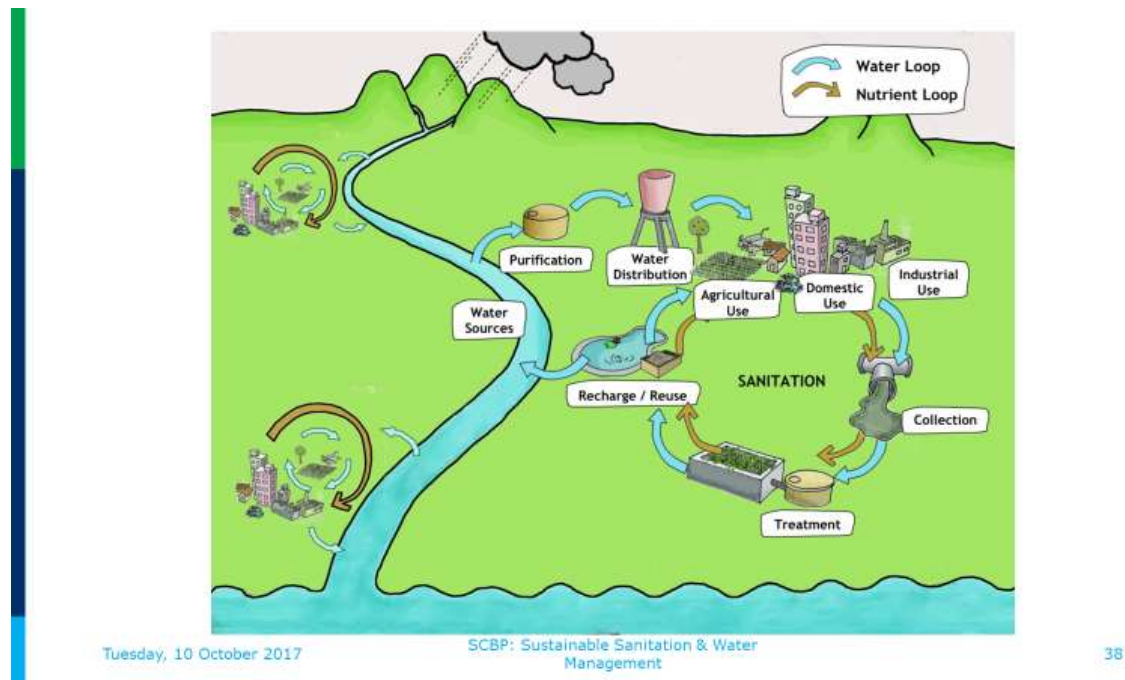 Water Loop
Nutrient Loop
Purification
Water
Distribution
Agricultural
Use
Domestic
Use
Industrial
Use
Water
Sources
Recharge / Reuse
SANITATION
Collection
Treatment
Tuesday, 10 October 2017
SCBP: Sustainable Sanitation & Water
Management
38